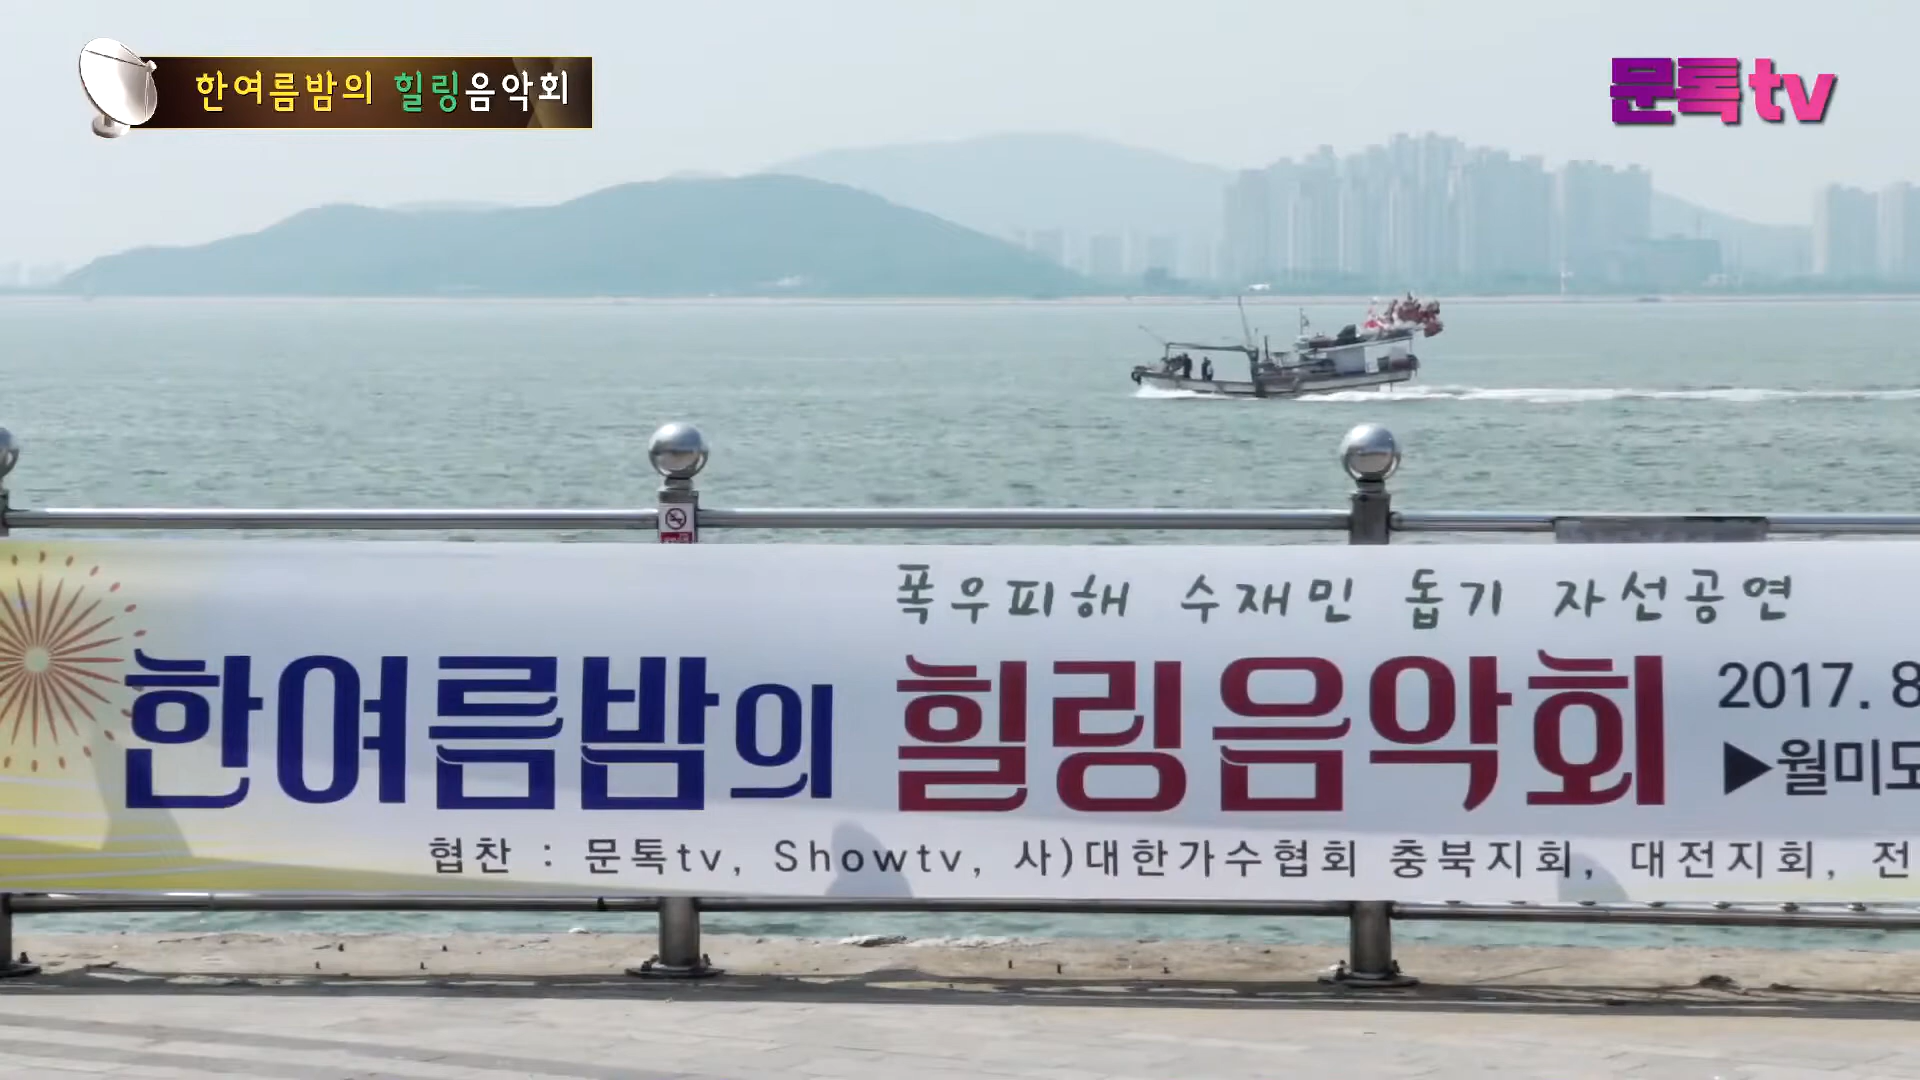 한여름밤의 힐링음악회
문톡tv
폭우피해 수재민 돕기 자선공연
한여름밤의 힐링음악회
2017. 8
▶월미도
협찬 : 문톡tv, Showtv, 사)대한가수협회 충북지회, 대전지회, 전